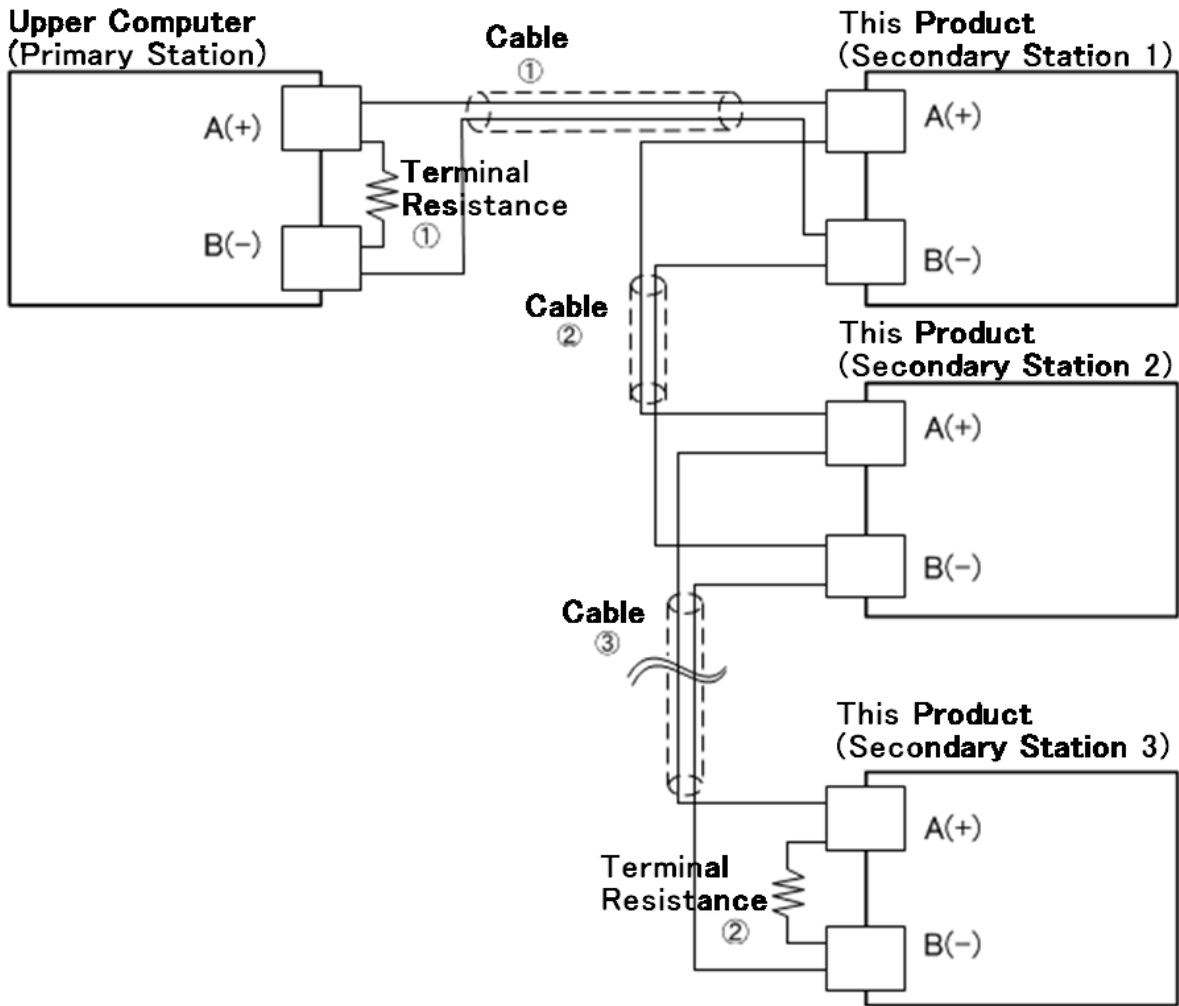 Upper Computer
(Primary Station)
A(+)
B(-)
Terminal
Resistance
①
Cable
①
This Product
(Secondary Station 1)
A(+)
B(-)
Cable
②
This Product
(Secondary Station 2)
A(+)
B(-)
Cable
③
This Product
(Secondary Station 3)
A(+)
B(-)
Terminal
Resistance
②